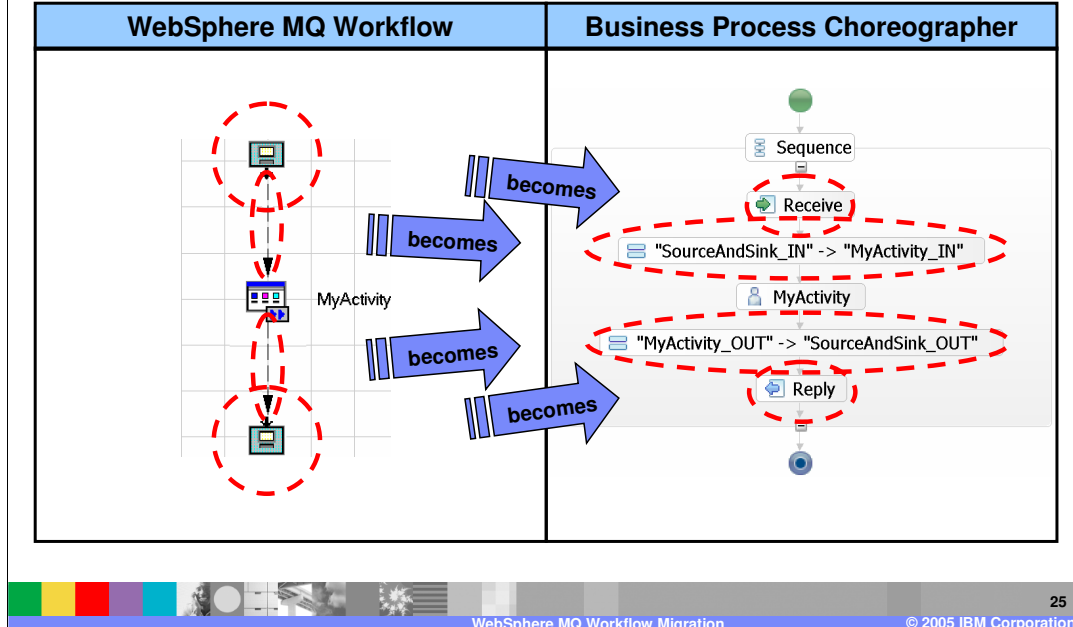 WebSphere MQ Workflow
Business Process Choreographer
MyActivity
becomes
becomes
becomes
becomes
Sequence
Receive
"SourceAndSink_IN" -> "MyActivity_IN"
MyActivity
"MyActivity_OUT" -> "SourceAndSink_OUT"
Reply
25
WebSphere MQ Workflow Migration
© 2005 IBM Corporation